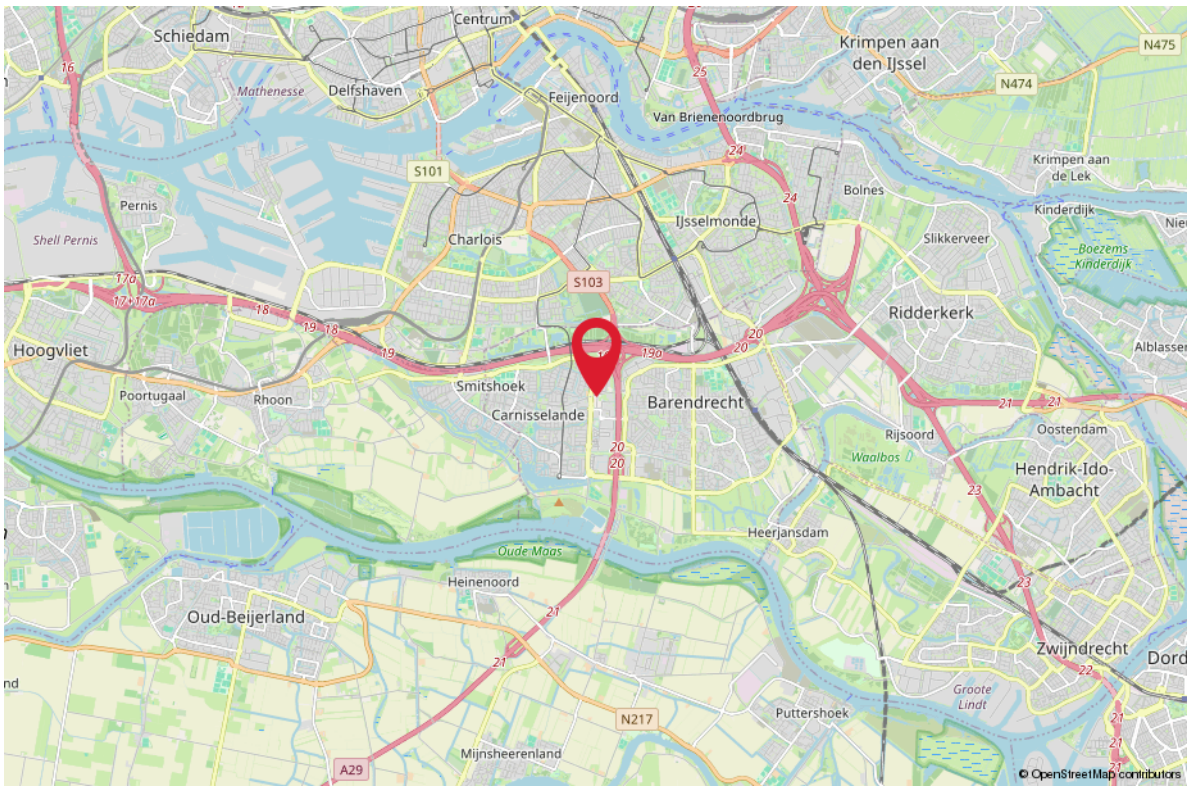 Centrum
Schiedam
Krimpen aan
den IJssel
N475
16
25
N474
Mathenesse
Delfshaven
Feijenoord
Van Brienenoordbrug
24
S101
Krimpen aan
de Lek
Bolnes
24
Pernis
Kinderdijk
IJsselmonde
Charlois
Slikkerveer
Shell Pernis
Boezems
Kinderdijk
17a
S103
17+17a
18
19
18
Ridderkerk
20
Hoogvliet
19
19a
20
Smitshoek
Poortugaal
Rhoon
Barendrecht
21
21
Carnisselande
Oostendam
Rijsoord
20
20
Waalbos
Hendrik-Ido-
Ambacht
23
Heerjansdam
Oude Maas
Heinenoord
23
21
Oud-Beijerland
Zwijndrecht
21
22
Groote
Lindt
Puttershoek
N217
21
21
21
Mijnsheerenland
A29
© OpenStreetMap contributors